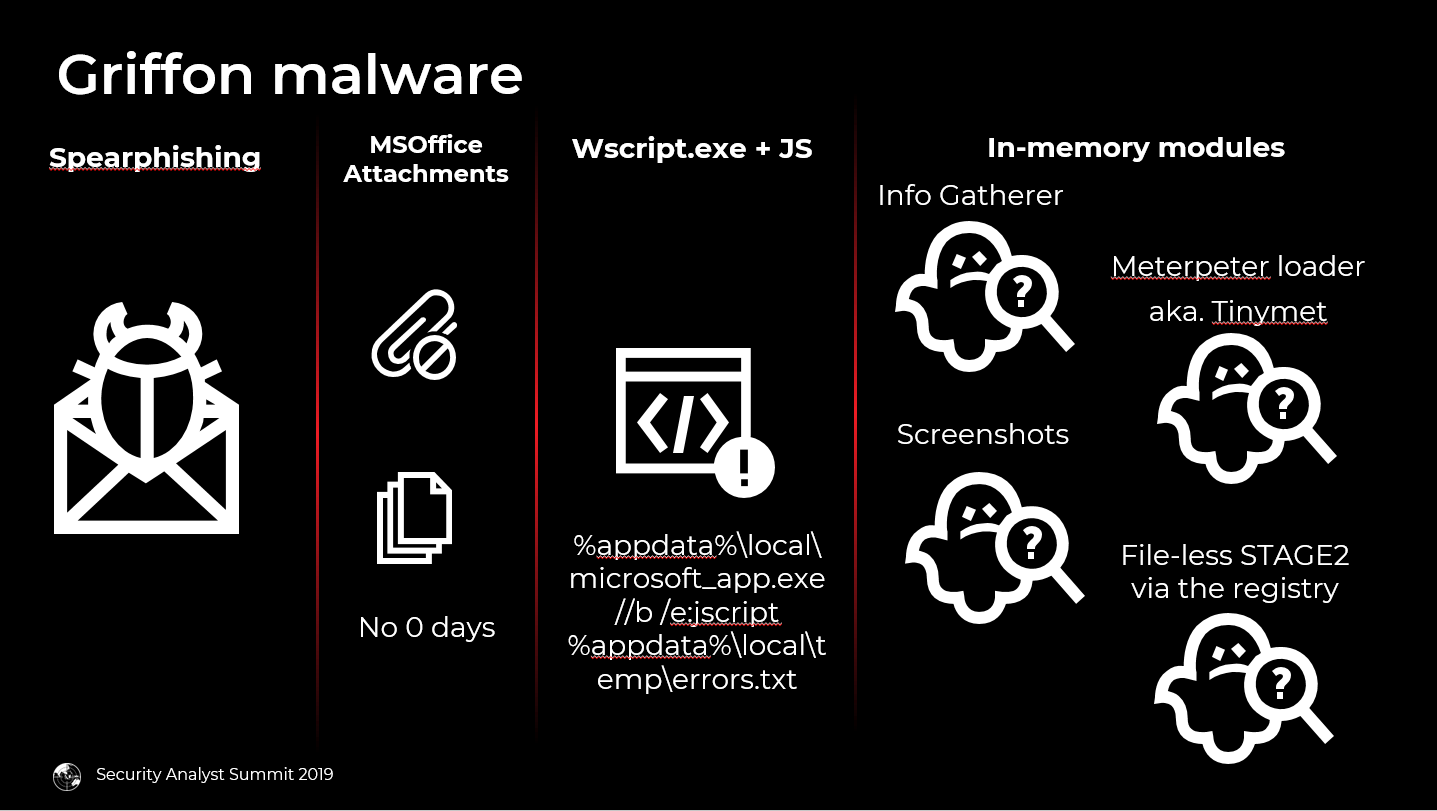 Griffon malware
Spearphishing
MSOffice
Attachments
No 0 days
Wscript.exe + JS
%appdata%\local\
microsoft_app.exe
//b /e:jscript
%appdata%\local\t
emp\errors.txt
In-memory modules
Info Gatherer
Meterpeter loader
aka. Tinymet
Screenshots
File-less STAGE2
via the registry
Security Analyst Summit 2019